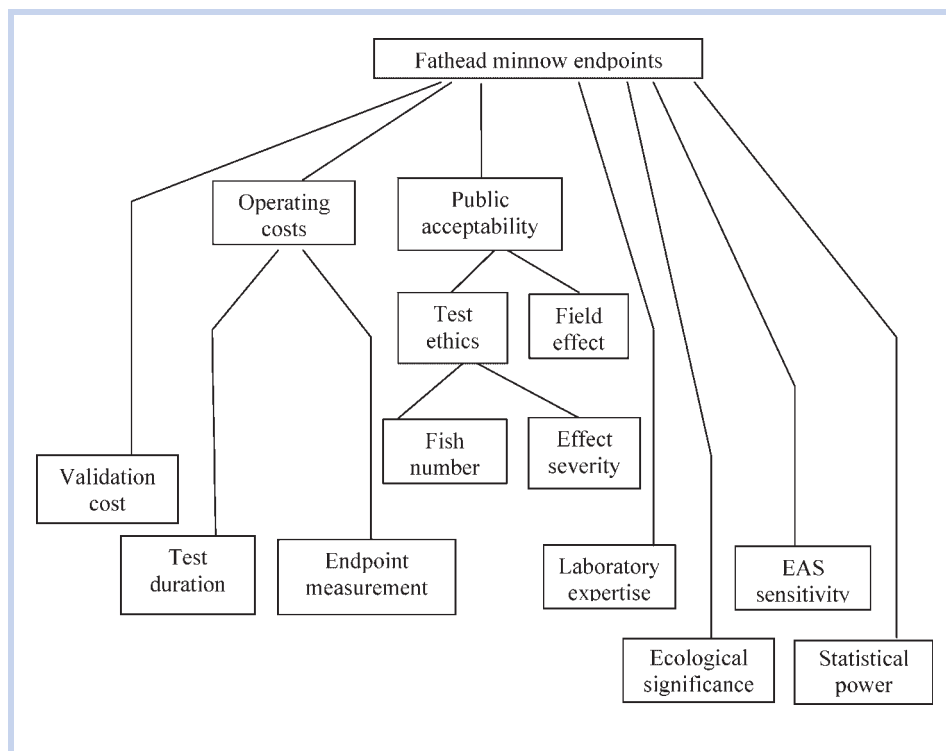 Fathead minnow endpoints
Operating
costs
Public
acceptability
Test
ethics
Field
effect
Fish
number
Effect
severity
Validation
cost
Test
duration
Endpoint
measurement
Laboratory
expertise
EAS
sensitivity
Ecological
significance
Statistical
power